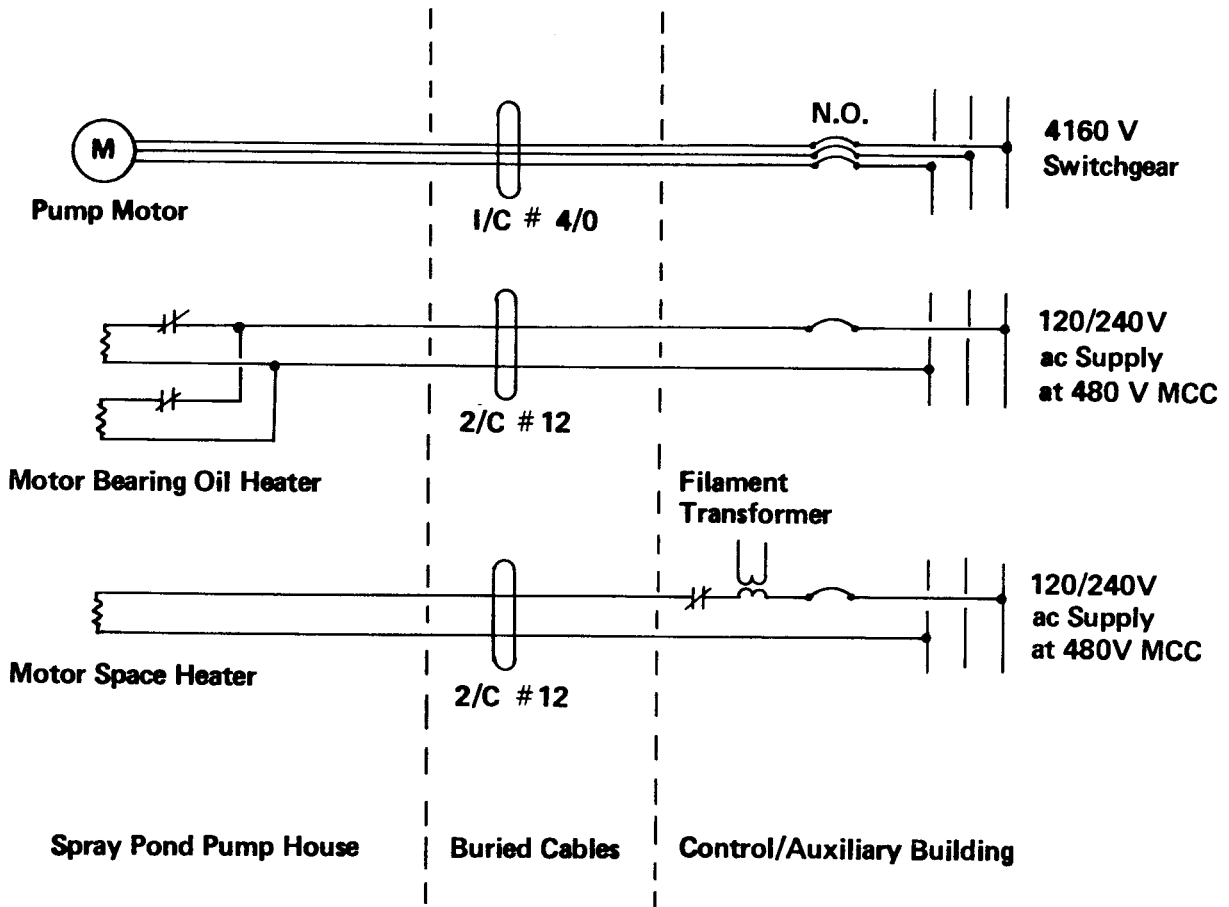 N.O.
4160 V
Switchgear
M
Pump Motor
1/C # 4/0
120/240V
ac Supply
at 480 V MCC
2/C # 12
Motor Bearing Oil Heater
Filament
Transformer
120/240V
ac Supply
at 480V MCC
Motor Space Heater
2/C # 12
Spray Pond Pump House
Buried Cables
Control/Auxiliary Building